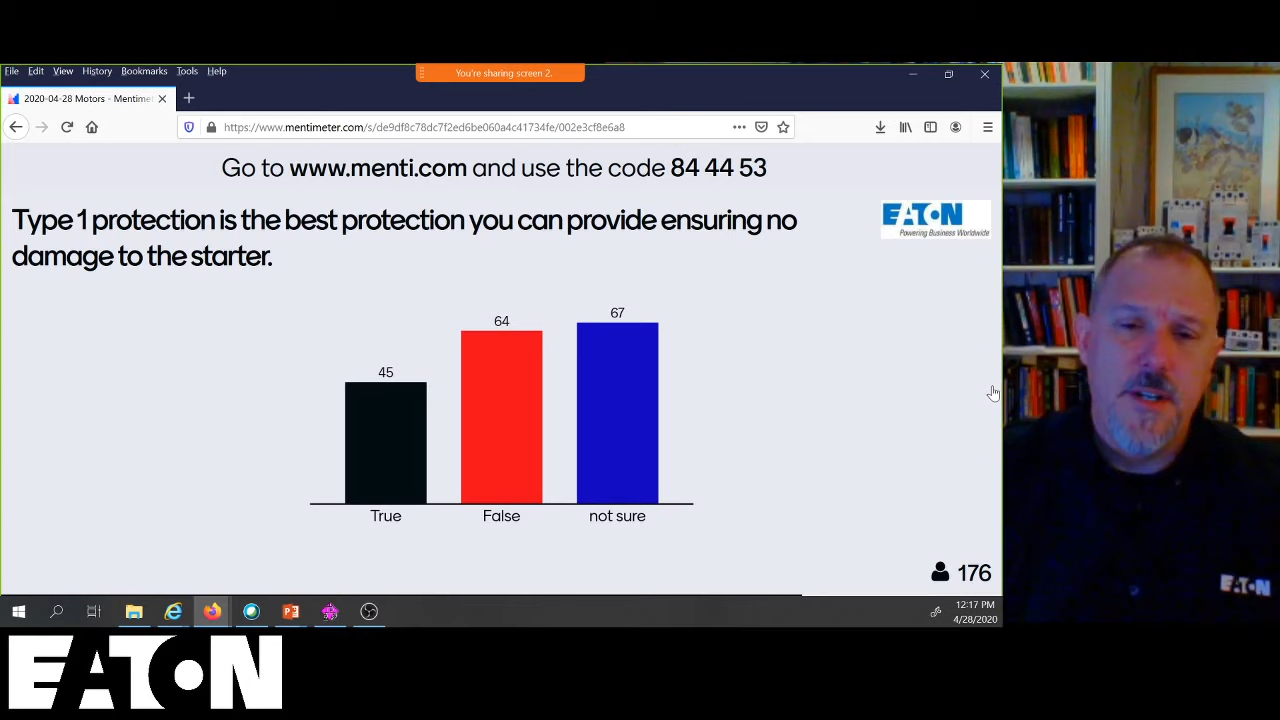 File Edit View History Bookmarks Tools Help
You're sharing screen 2.
2020-04-28 Motors - Mentimet
https://www.mentimeter.com/s/de9df8c78dc7f2ed6be060a4c41734fe/002e3cf8e6a8
Go to www.menti.com and use the code 84 44 53
Type 1 protection is the best protection you can provide ensuring no
damage to the starter.
EATON
Powering Business Worldwide
45
64
67
True
False
not sure
176
12:17 PM
4/28/2020
EATON
EATON